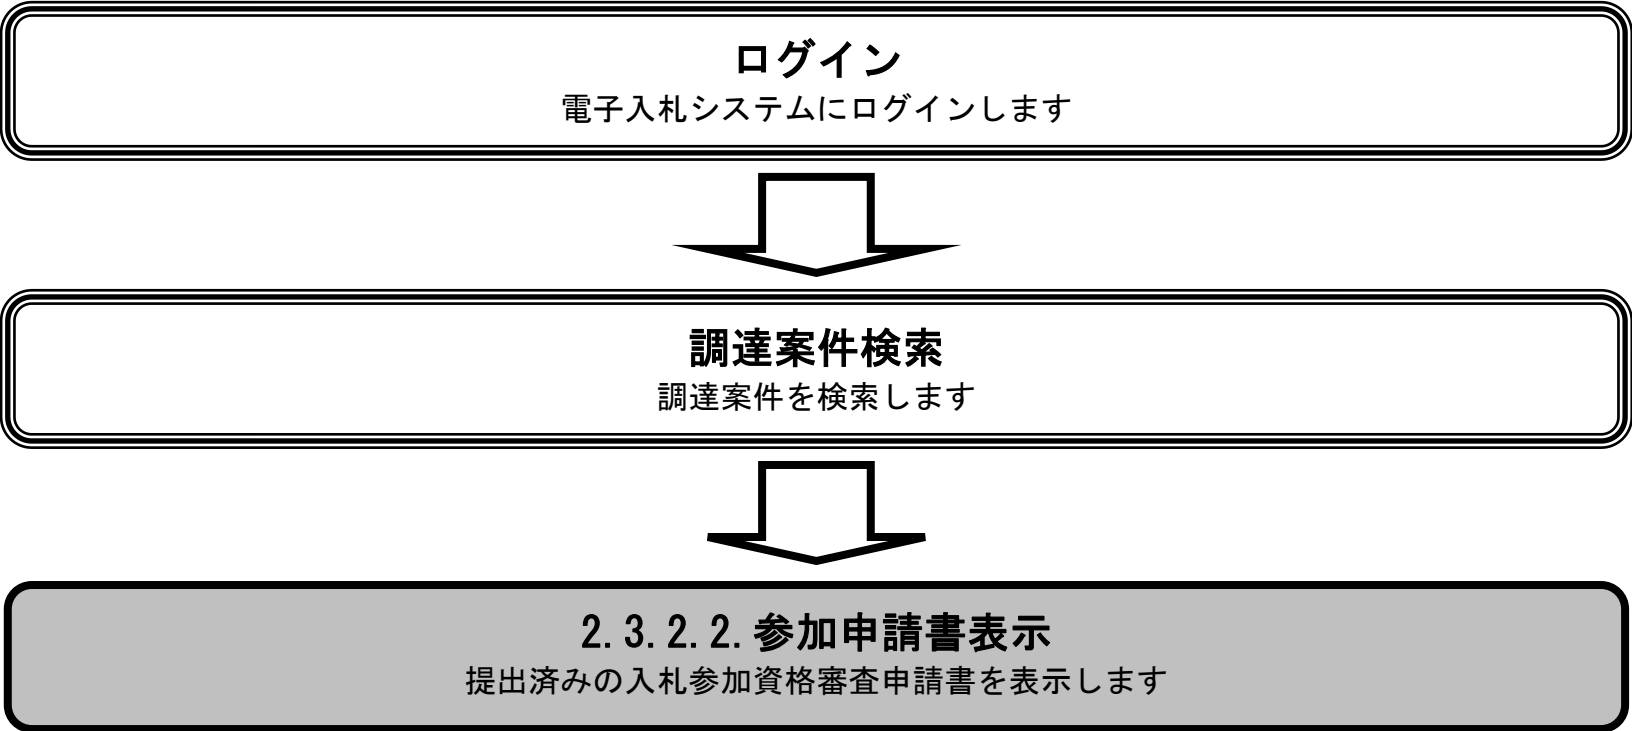 ログイン
電子入札システムにログインします
調達案件検索
調達案件を検索します
2.3.2.2.参加申請書表示
提出済みの入札参加資格審査申請書を表示します